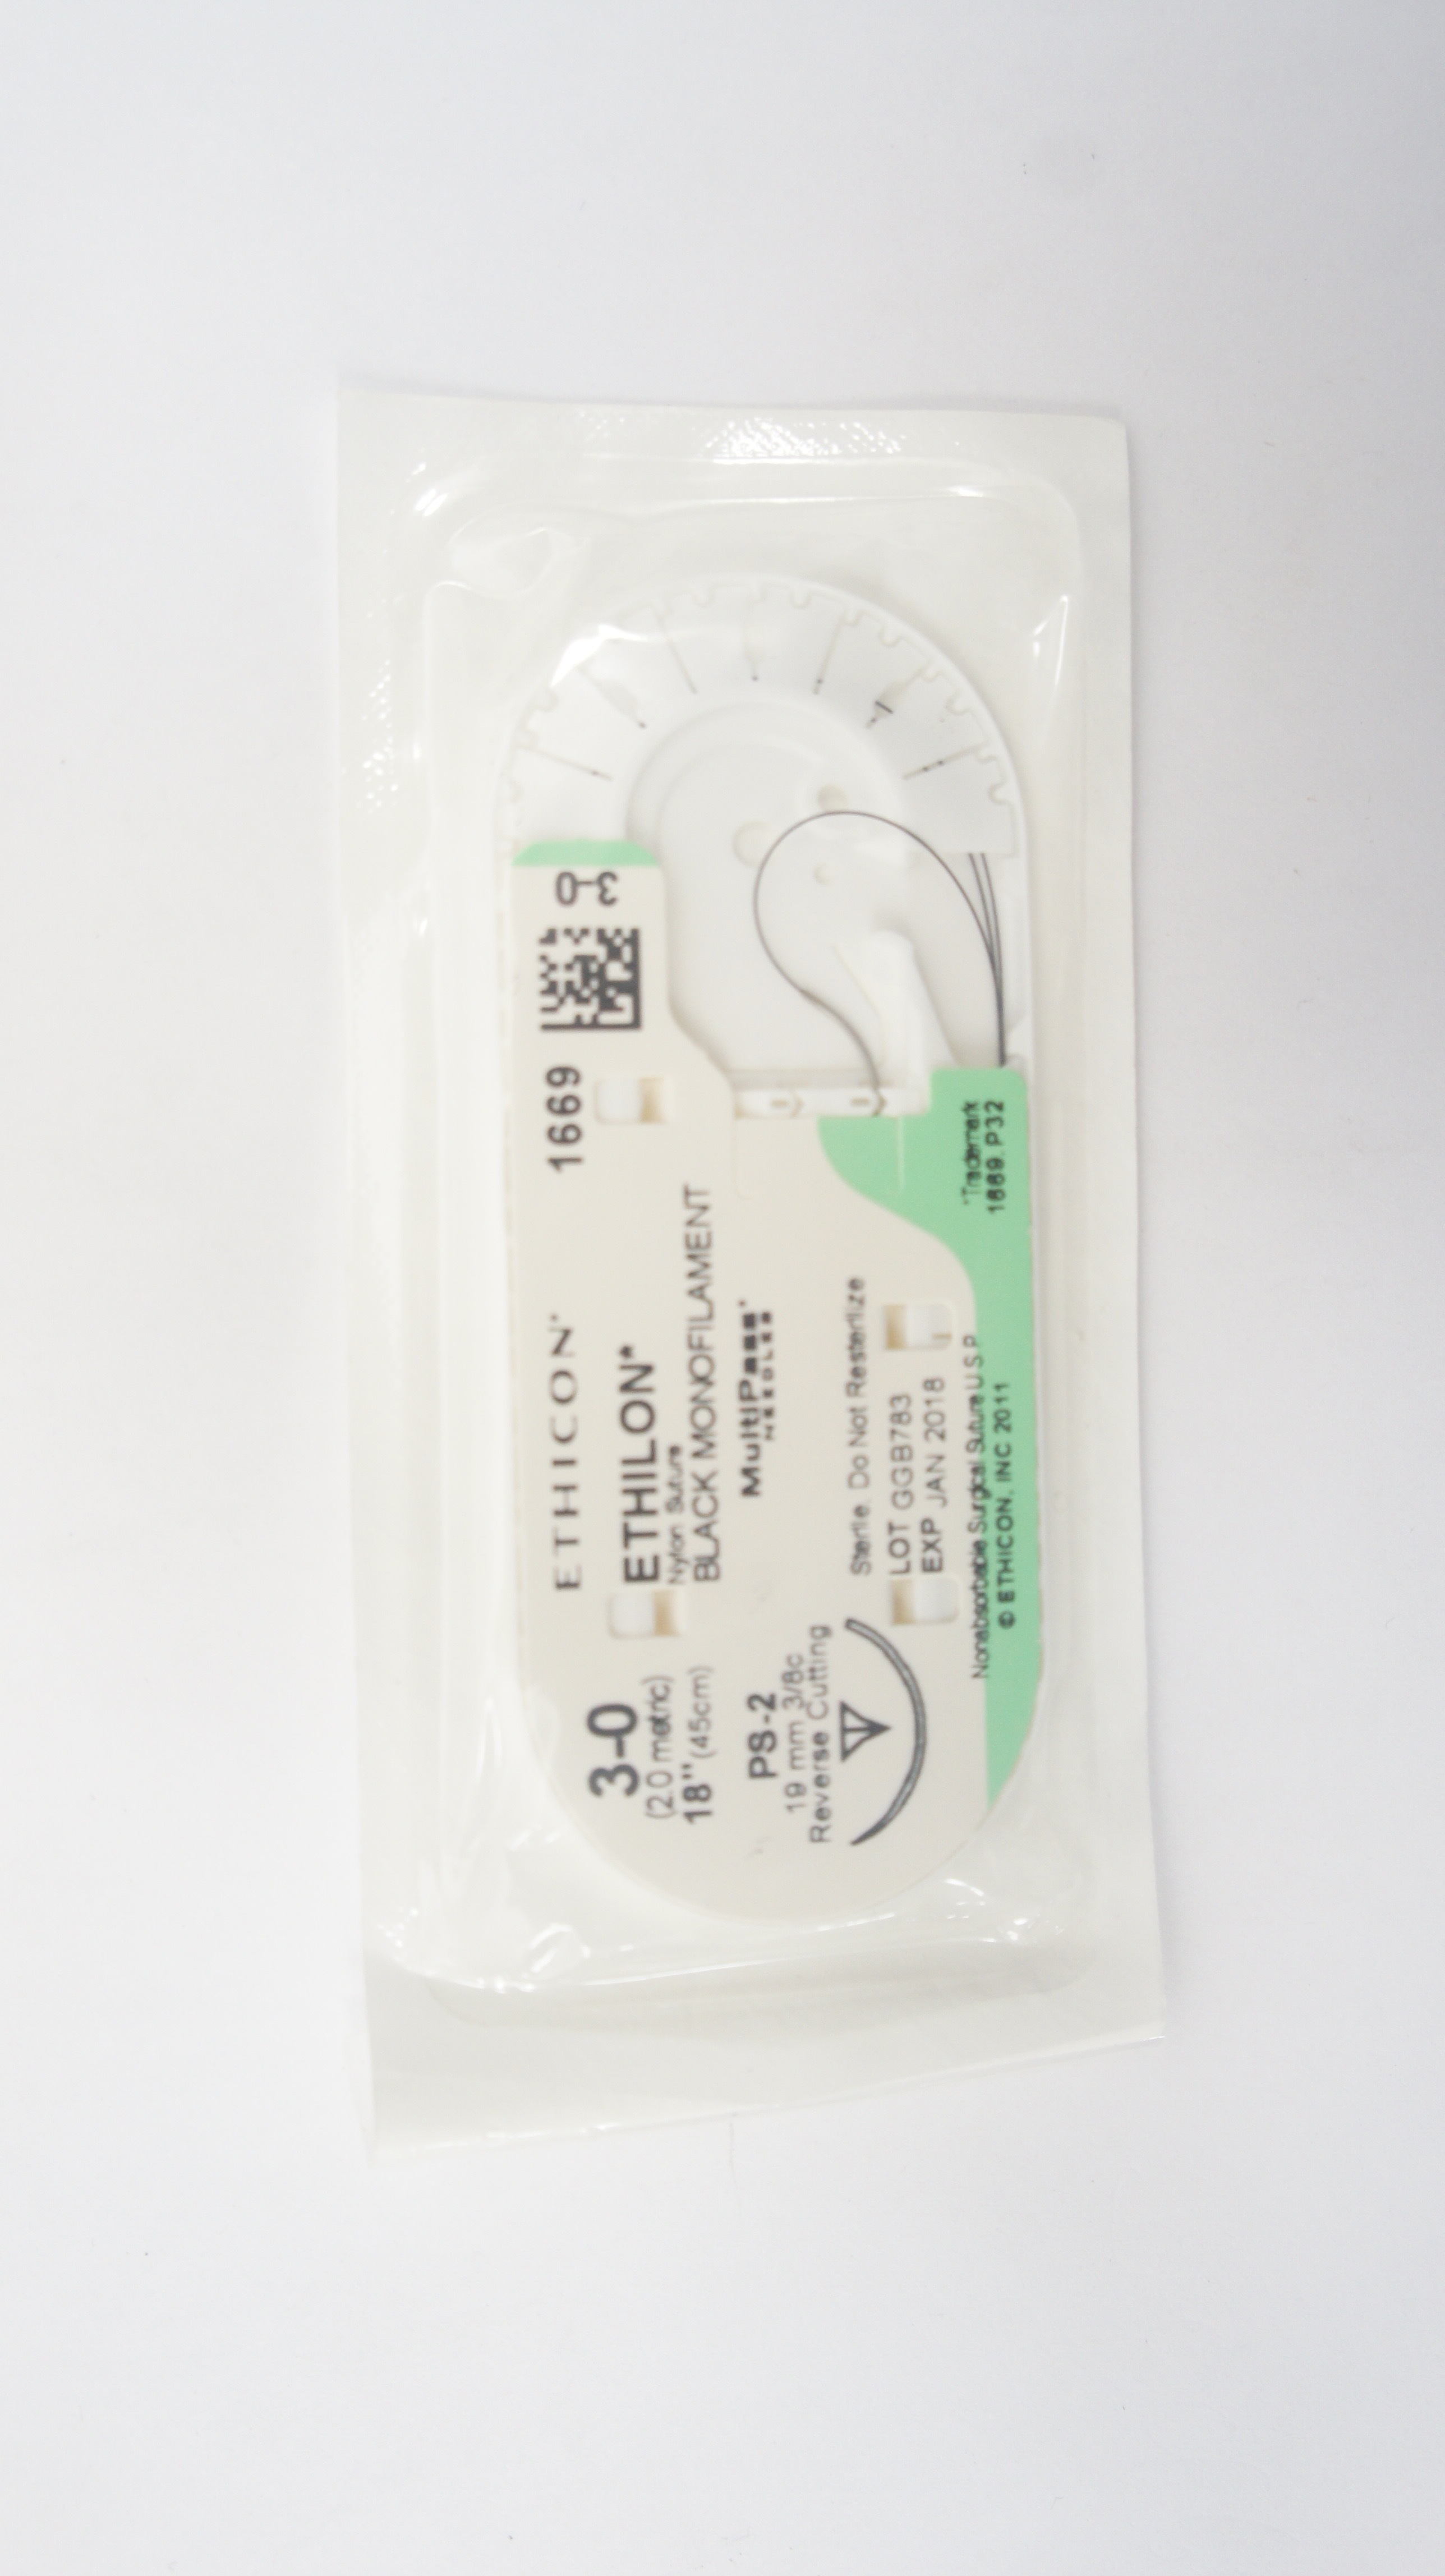 ETHICON*
1669
3-0
3-0
(2.0 metric)
18" (45cm)
ETHILON*
Nylon Suture
BLACK MONOFILAMENT
MultiPass*
NEEDLES
PS-2
19 mm 3/8c
Reverse Cutting
Sterile. Do Not Resterilize
LOT GGB783
EXP JAN 2018
Nonabsorbable Surgical Suture U.S.P.
© ETHICON, INC 2011
*Trademark
1669.P32